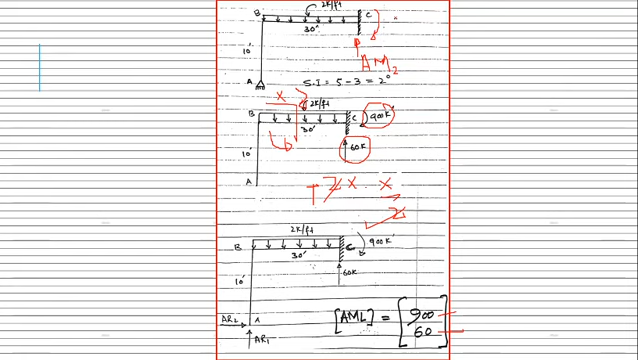 2K/ft
B
C
30'
10'
AM2
A
S.I = 5 - 3 = 2°
X
2K/ft
B
C
900K'
30'
10'
60K
A
X
X
2K/ft
B
C
900K'
30'
10'
60K
AR2
A
[AML] = [900
60]
AR1